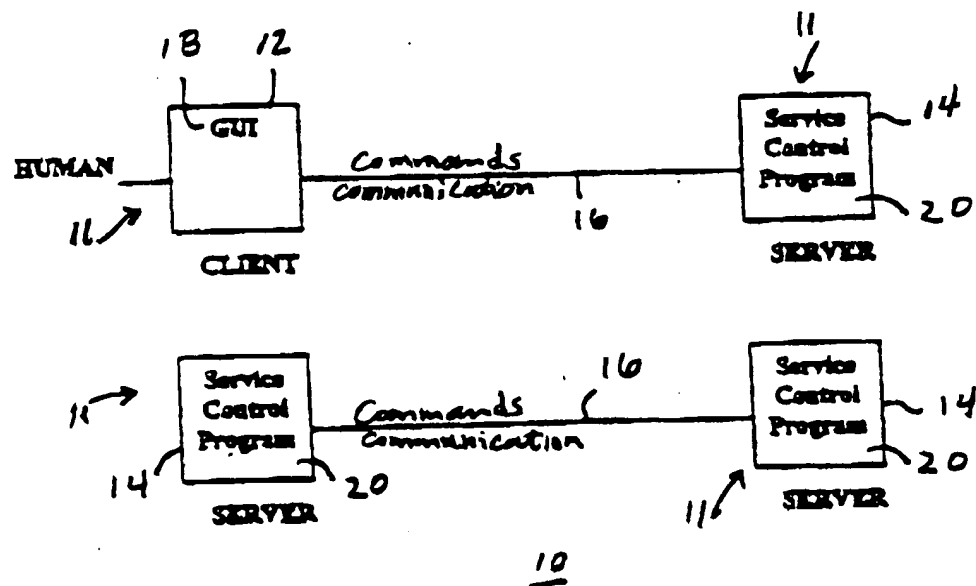 18 12 11
GUI
Service
Control
Program
14
HUMAN
Commands
communication
16
20
11
CLIENT
SERVER
Service
Control
Program
11
14
20
SERVER
Commands
Communication
16
Service
Control
Program
14
20
11
SERVER
10